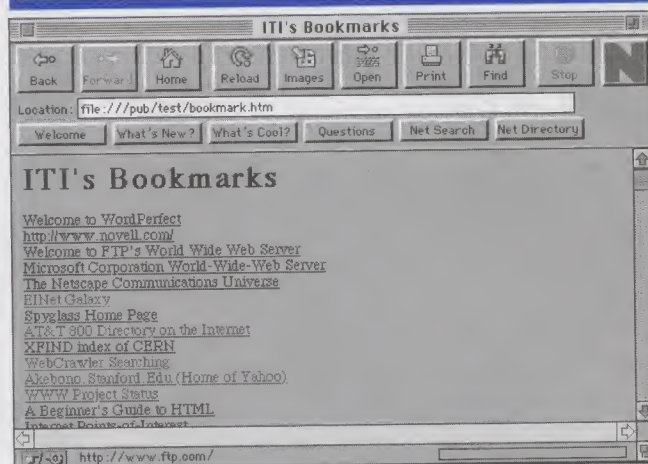 ITI's Bookmarks
Back Forward Home Reload Images Open Print Find Stop N
Location: file:///pub/test/bookmark.htm
Welcome What's New? What's Cool? Questions Net Search Net Directory
ITI's Bookmarks
Welcome to WordPerfect
http://www.novell.com/
Welcome to FTP's World Wide Web Server
Microsoft Corporation World-Wide-Web Server
The Netscape Communications Universe
EINet Galaxy
Spyglass Home Page
AT&T 800 Directory on the Internet
XFIND index of CERN
WebCrawler Searching
Akebono.Stanford.Edu (Home of Yahoo)
WWW Project Status
A Beginner's Guide to HTML
Internet Points-of-Interest
http://www.ftp.com/